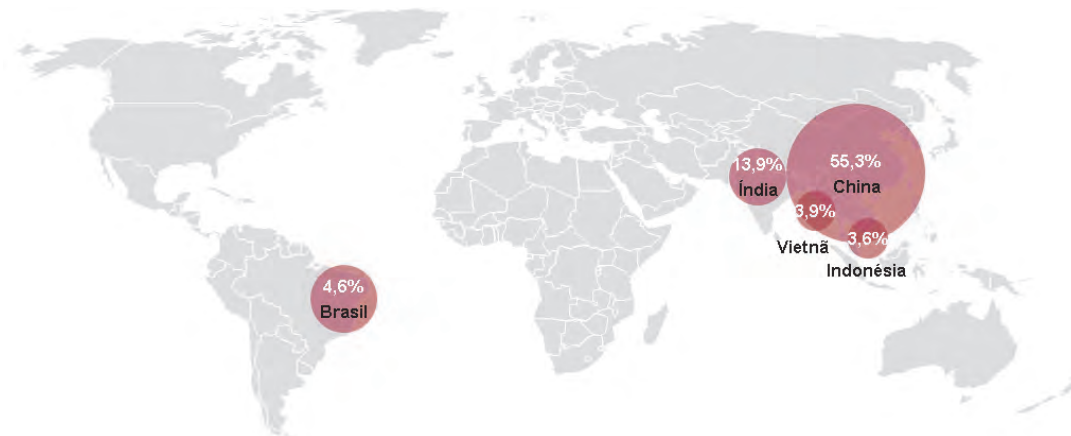 13,9%
Índia
55,3%
China
3,9%
Vietnã
3,6%
Indonésia
4,6%
Brasil